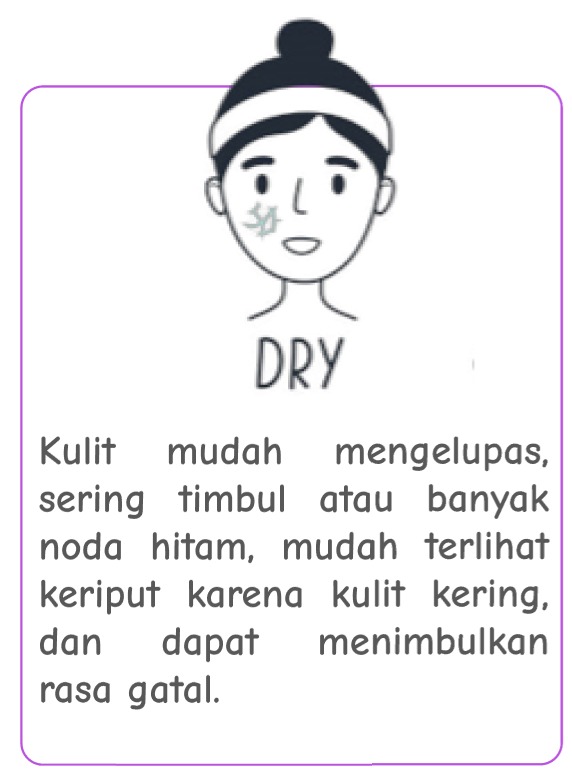 DRY
Kulit mudah mengelupas,
sering timbul atau banyak
noda hitam, mudah terlihat
keriput karena kulit kering,
dan dapat menimbulkan
rasa gatal.